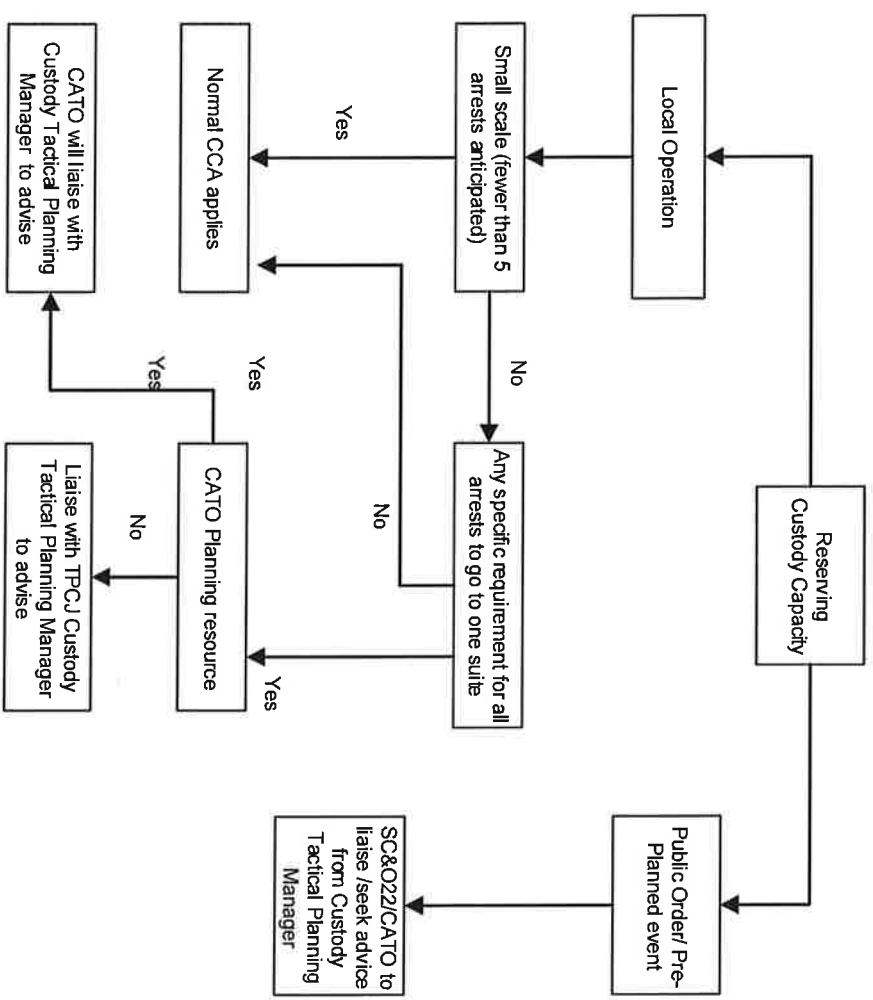 Reserving
Custody Capacity
Local Operation
Public Order/ Pre-
Planned event
Small scale (fewer than 5
arrests anticipated)
No
Any specific requirement for all
arrests to go to one suite
SC&O22/CATO to
liaise /seek advice
from Custody
Tactical Planning
Manager
Yes
No
Yes
Normal CCA applies
Yes
CATO Planning resource
Yes
No
CATO will liaise with
Custody Tactical Planning
Manager to advise
Liaise with TPCJ Custody
Tactical Planning Manager
to advise